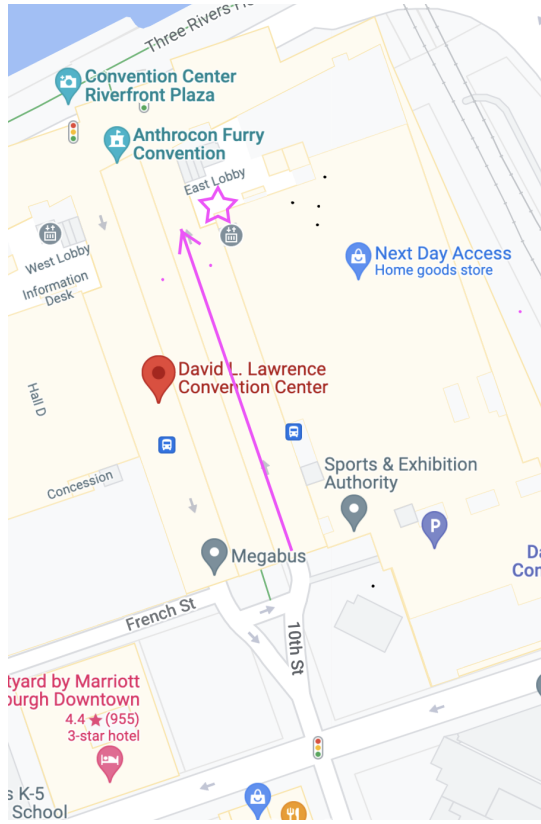 Three-Rivers-H
Convention Center
Riverfront Plaza
Anthrocon Furry
Convention
East Lobby
West Lobby
Information
Desk
Next Day Access
Home goods store
David L. Lawrence
Convention Center
Hall D
Concession
Sports & Exhibition
Authority
P
Da
Con
Megabus
French St
10th St
tyard by Marriott
burgh Downtown
4.4 ★ (955)
3-star hotel
s K-5
School